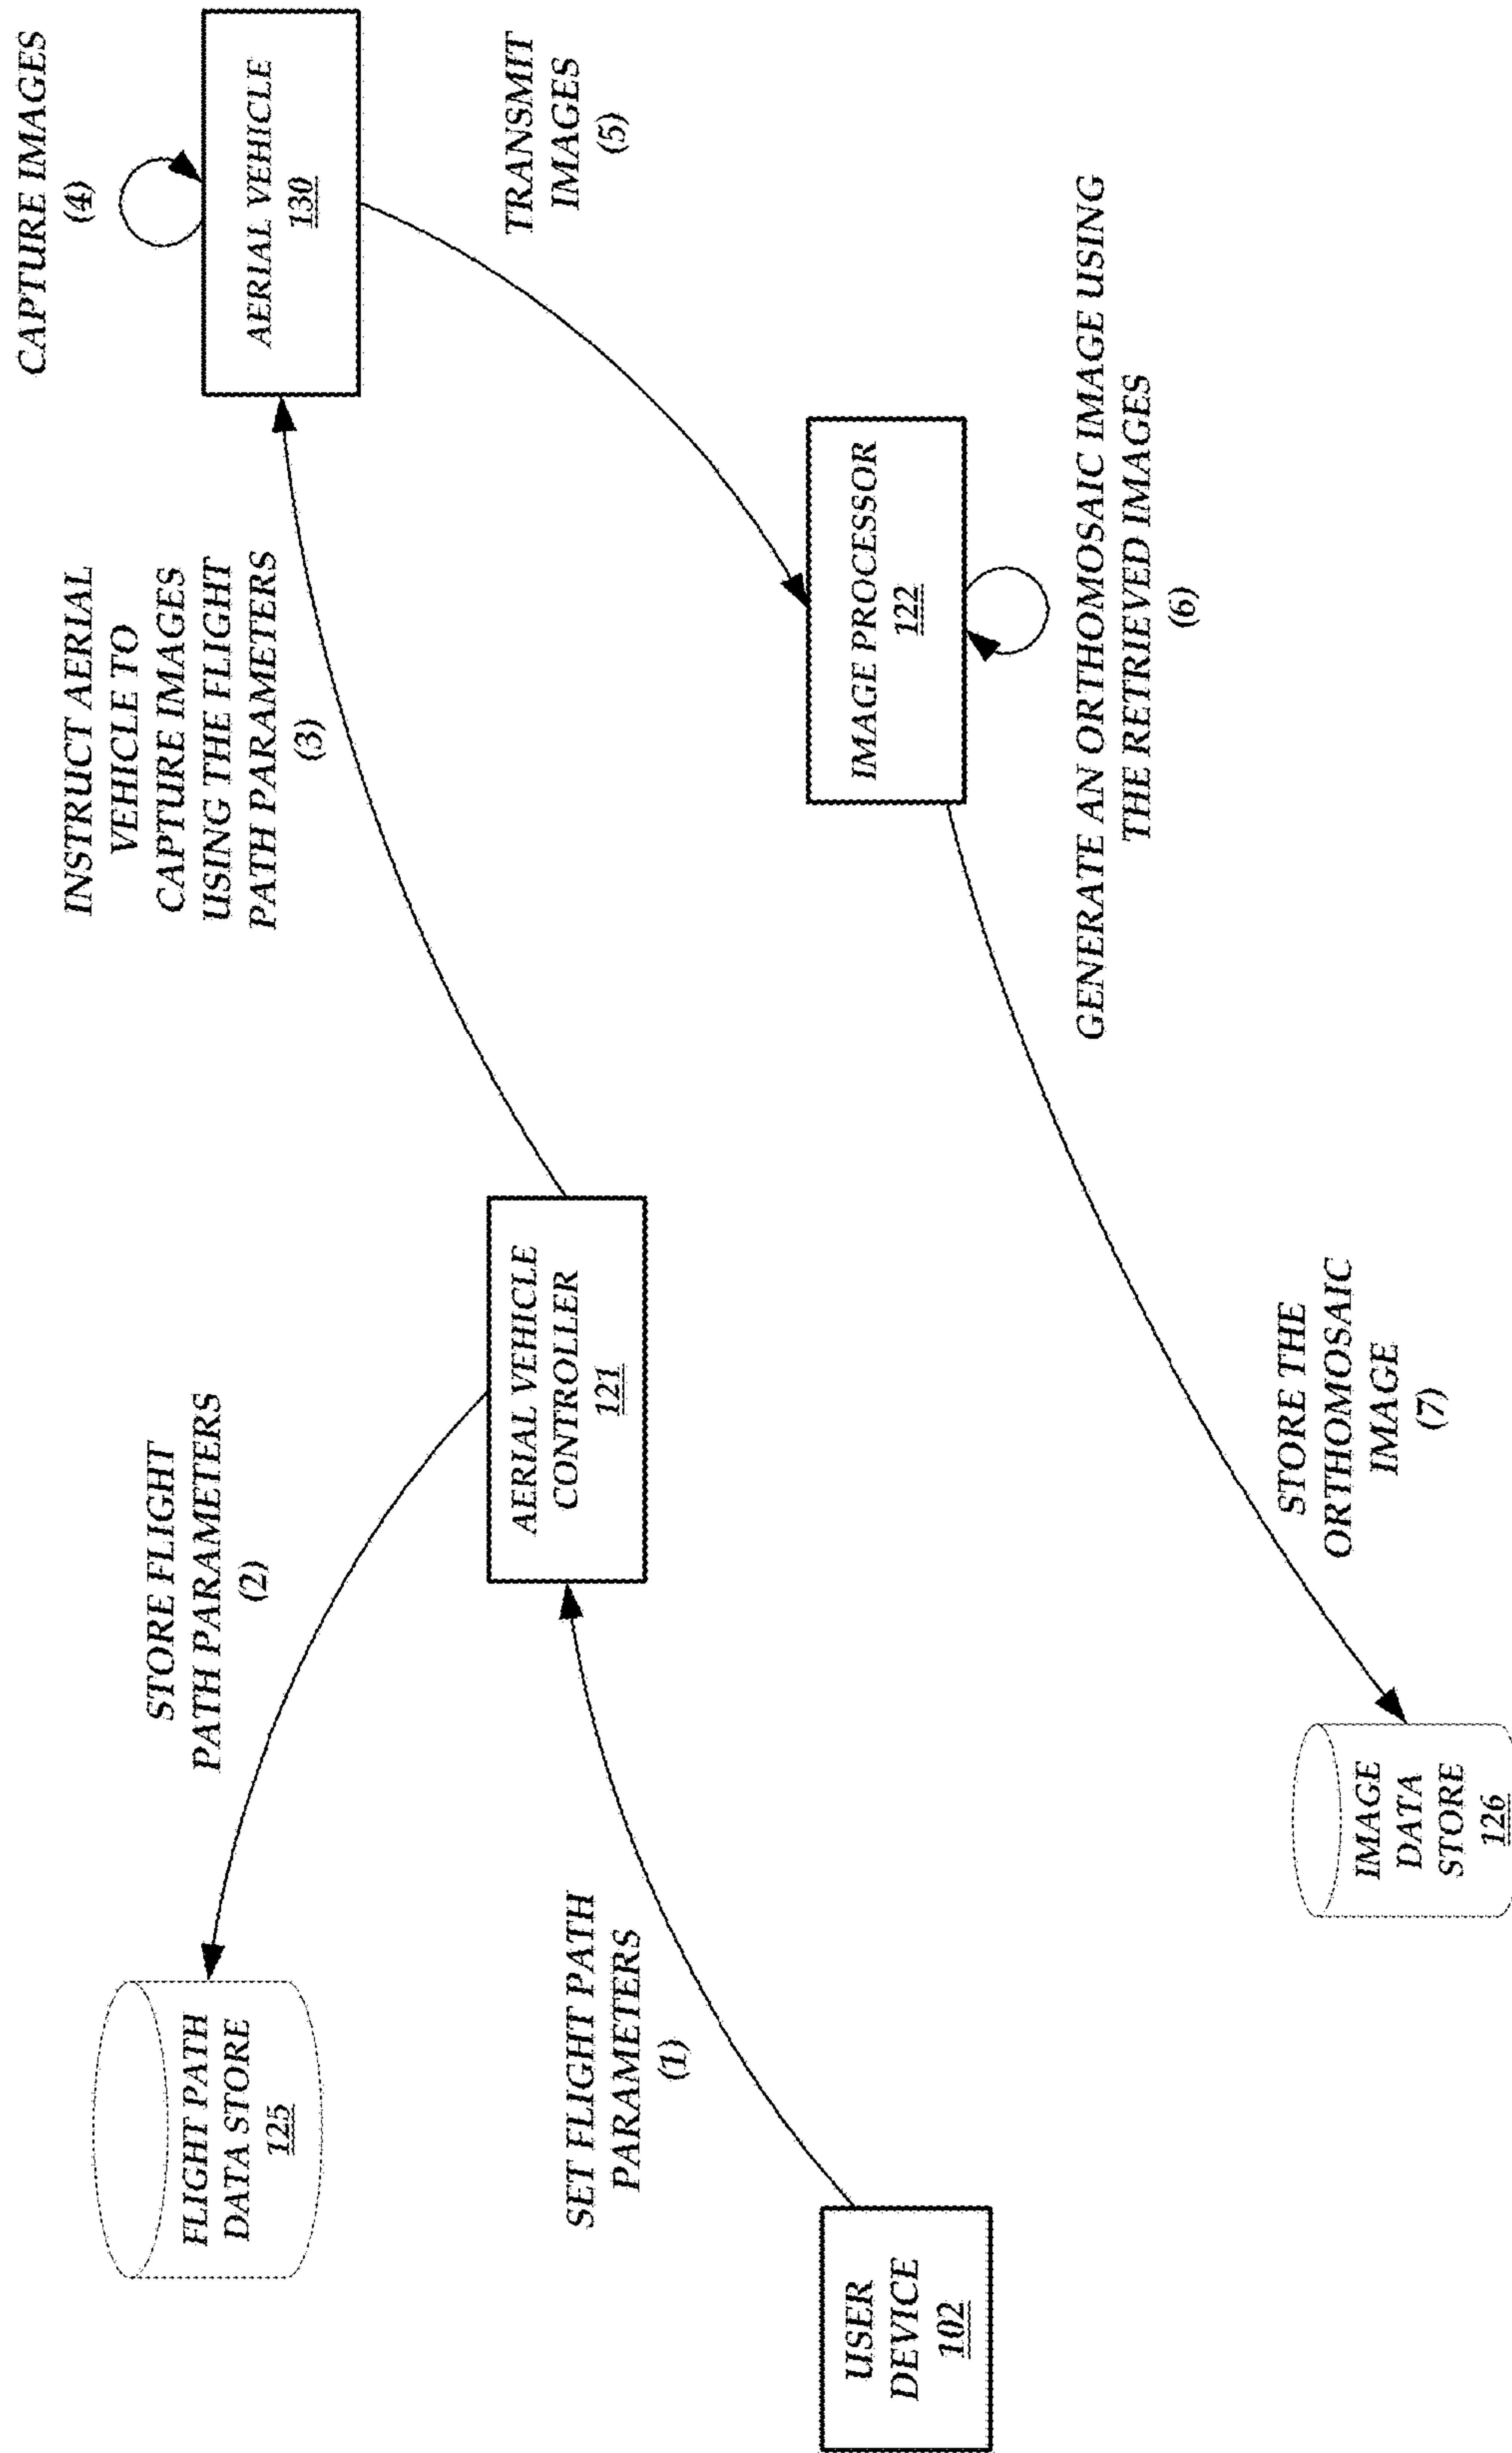 USER
DEVICE
102
SET FLIGHT PATH
PARAMETERS
(1)
FLIGHT PATH
DATA STORE
125
STORE FLIGHT
PATH PARAMETERS
(2)
AERIAL VEHICLE
CONTROLLER
121
INSTRUCT AERIAL
VEHICLE TO
CAPTURE IMAGES
USING THE FLIGHT
PATH PARAMETERS
(3)
CAPTURE IMAGES
(4)
AERIAL VEHICLE
130
TRANSMIT
IMAGES
(5)
IMAGE PROCESSOR
122
GENERATE AN ORTHOMOSAIC IMAGE USING
THE RETRIEVED IMAGES
(6)
STORE THE
ORTHOMOSAIC
IMAGE
(7)
IMAGE
DATA
STORE
126